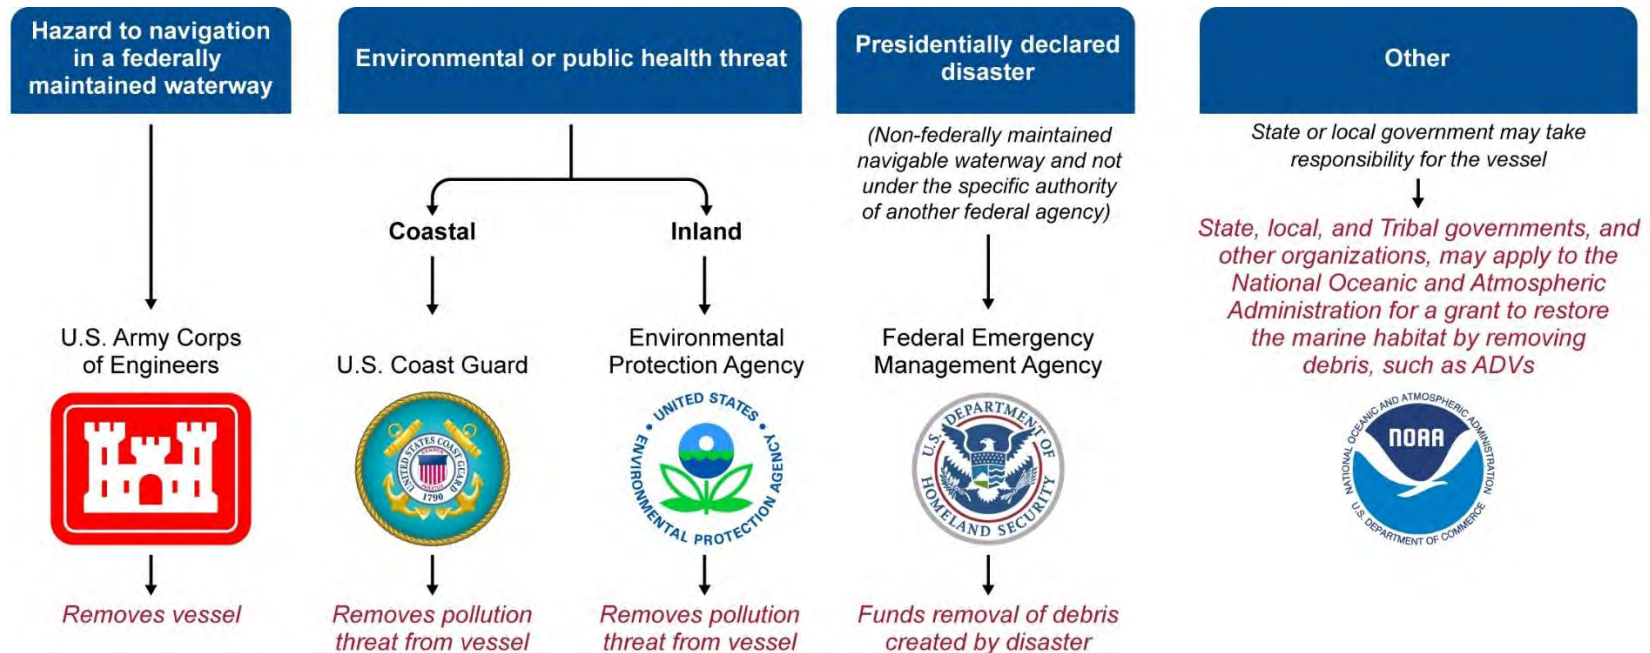 Hazard to navigation
in a federally
maintained waterway
Environmental or public health threat
Presidentially declared
disaster
Other
(Non-federally maintained
navigable waterway and not
under the specific authority
of another federal agency)
State or local government may take
responsibility for the vessel
Coastal
Inland
State, local, and Tribal governments, and
other organizations, may apply to the
National Oceanic and Atmospheric
Administration for a grant to restore
the marine habitat by removing
debris, such as ADVs
U.S. Army Corps
of Engineers
U.S. Coast Guard
Environmental
Protection Agency
Federal Emergency
Management Agency
UNITED STATES COAST GUARD
1790
UNITED STATES
ENVIRONMENTAL PROTECTION AGENCY
U.S. DEPARTMENT OF
HOMELAND SECURITY
NATIONAL OCEANIC AND ATMOSPHERIC ADMINISTRATION
NOAA
U.S. DEPARTMENT OF COMMERCE
Removes vessel
Removes pollution
threat from vessel
Removes pollution
threat from vessel
Funds removal of debris
created by disaster